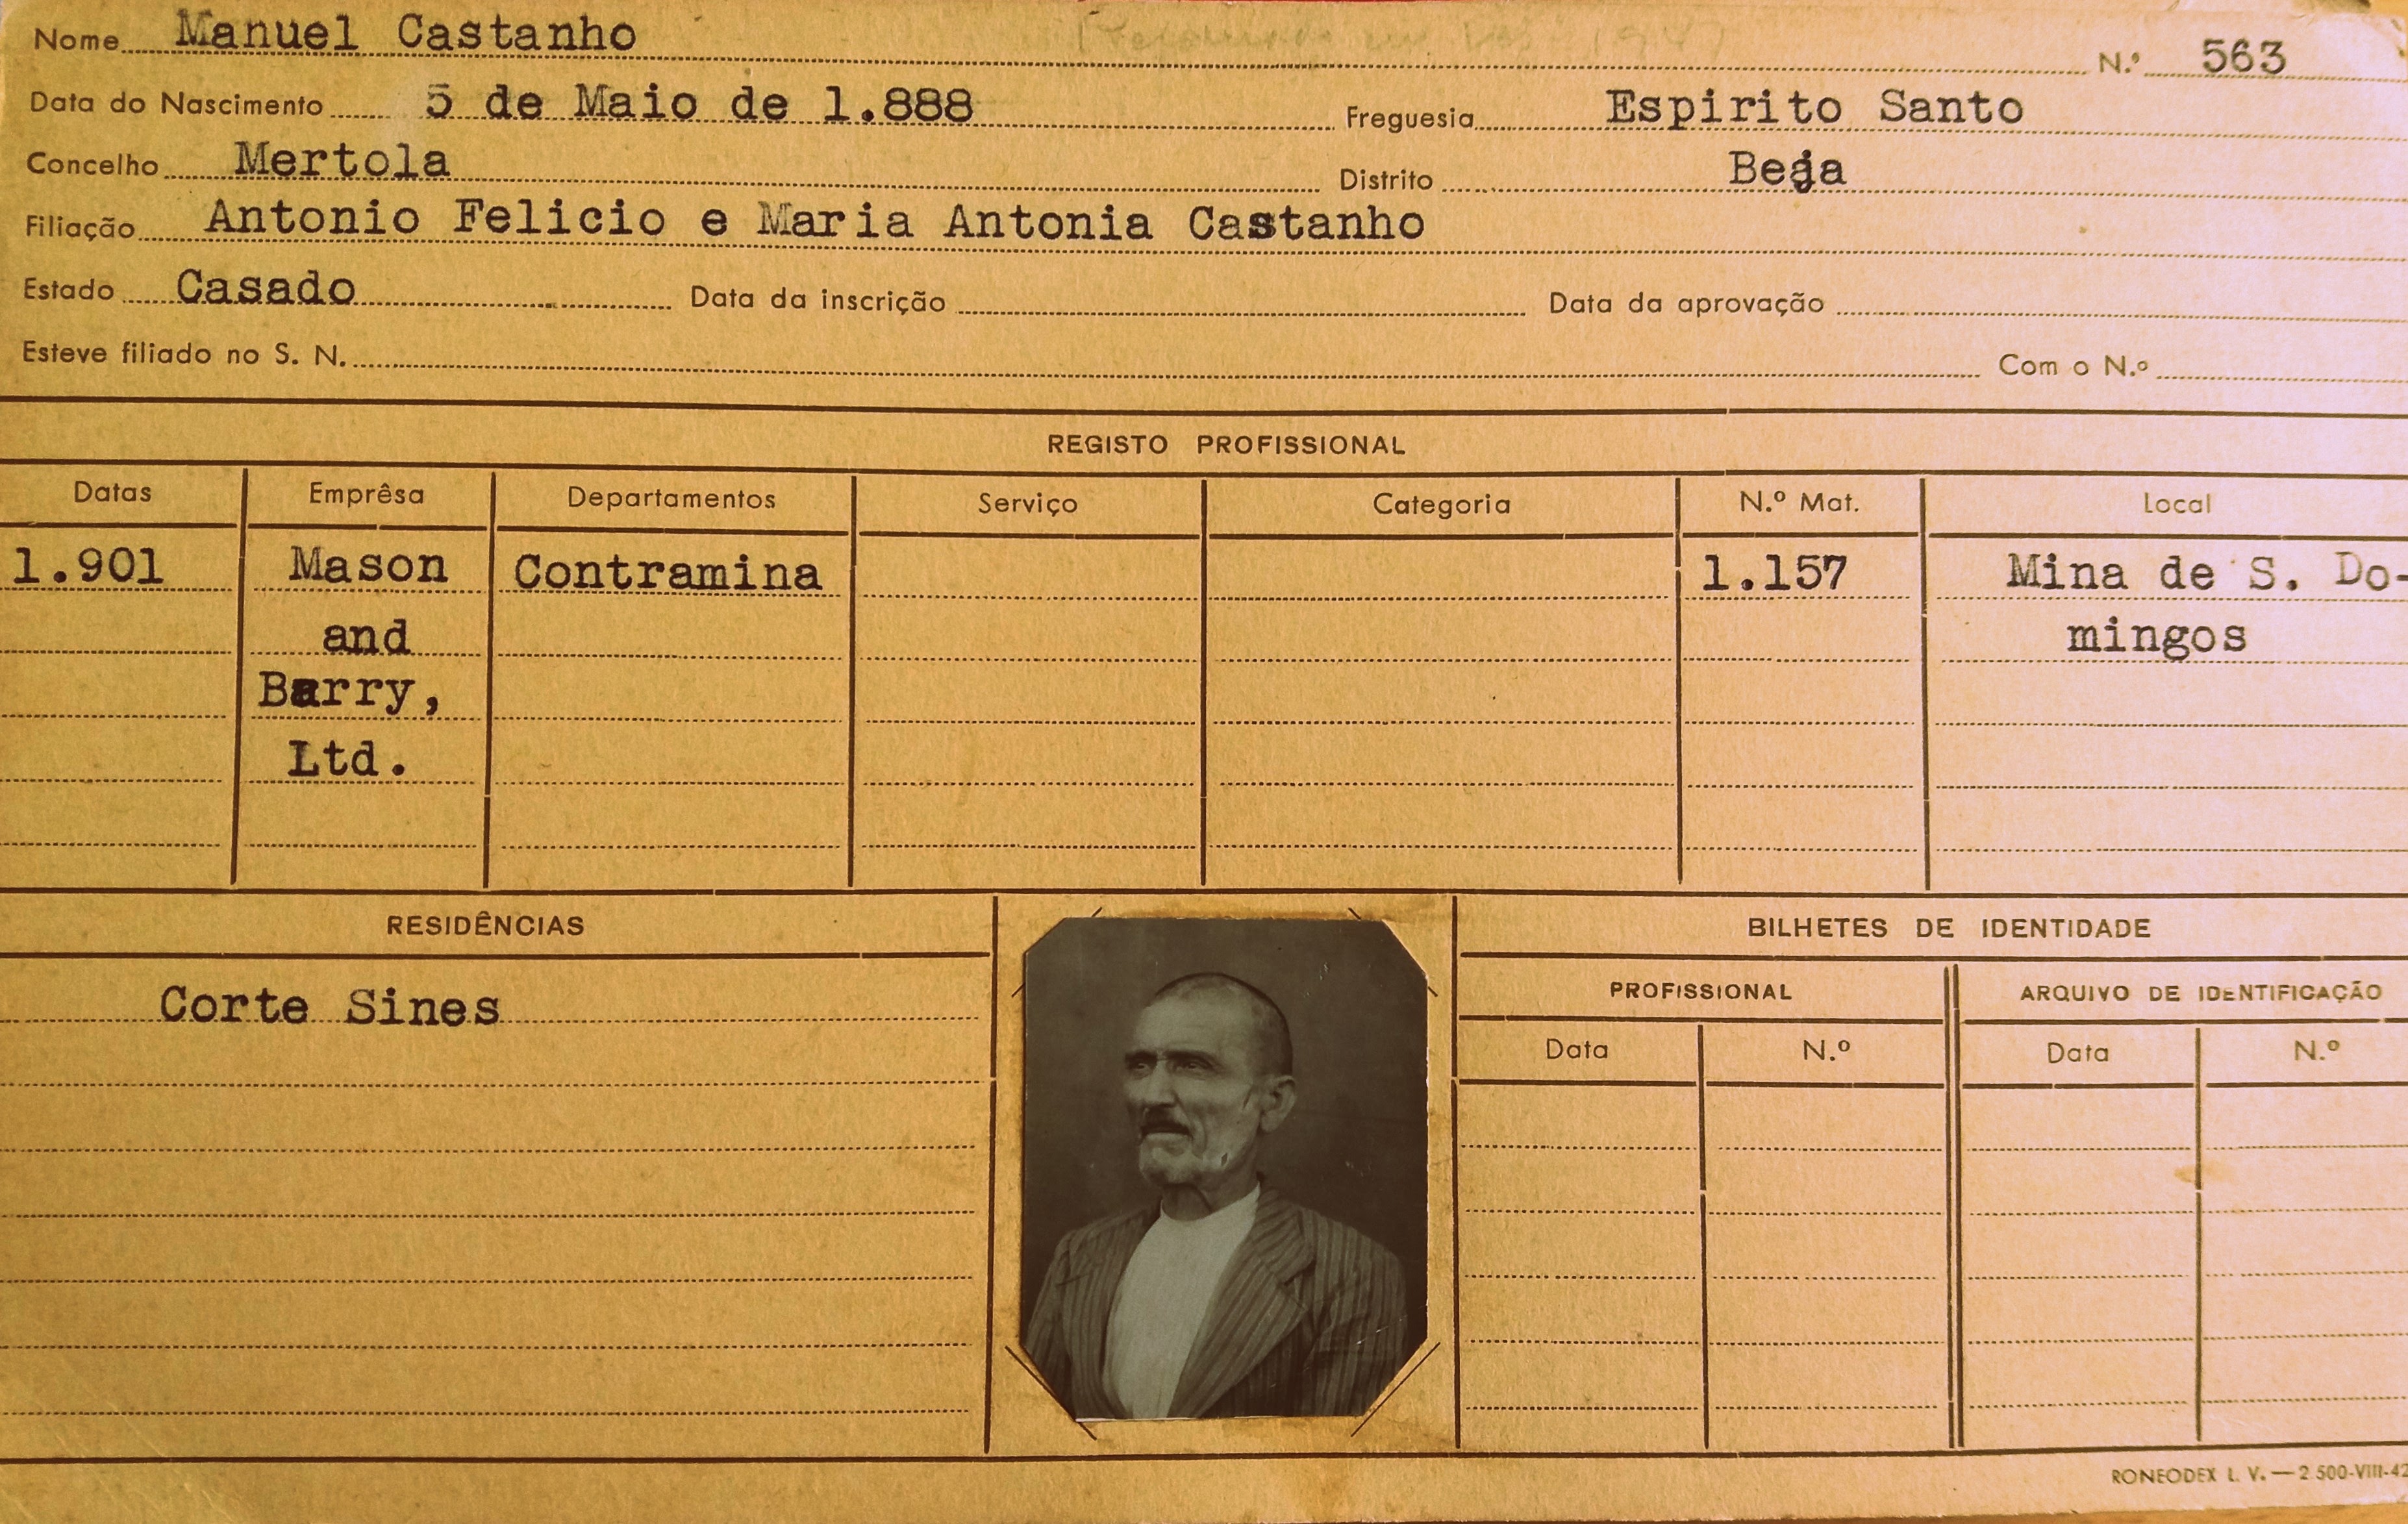 Nome Manuel Castanho N.º 563
Data do Nascimento 5 de Maio de 1.888 Freguesia Espirito Santo
Concelho Mertola Distrito Beja
Filiação Antonio Felicio e Maria Antonia Castanho
Estado Casado Data da inscrição Data da aprovação
Esteve filiado no S. N. Com o N.º
REGISTO PROFISSIONAL
Datas Emprêsa Departamentos Serviço Categoria N.º Mat. Local
1.901 Mason Contramina 1.157 Mina de S. Do-
and mingos
Barry,
Ltd.
RESIDÊNCIAS
Corte Sines
BILHETES DE IDENTIDADE
PROFISSIONAL ARQUIVO DE IDENTIFICAÇÃO
Data N.º Data N.º
RONEODEX L. V. — 2.500-VIII-42